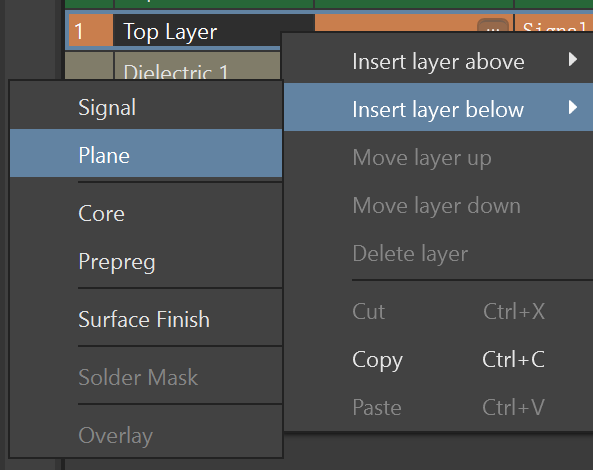 1 Top Layer ... Signal
Dielectric 1
Insert layer above
Insert layer below
Move layer up
Move layer down
Delete layer
Cut Ctrl+X
Copy Ctrl+C
Paste Ctrl+V
Signal
Plane
Core
Prepreg
Surface Finish
Solder Mask
Overlay